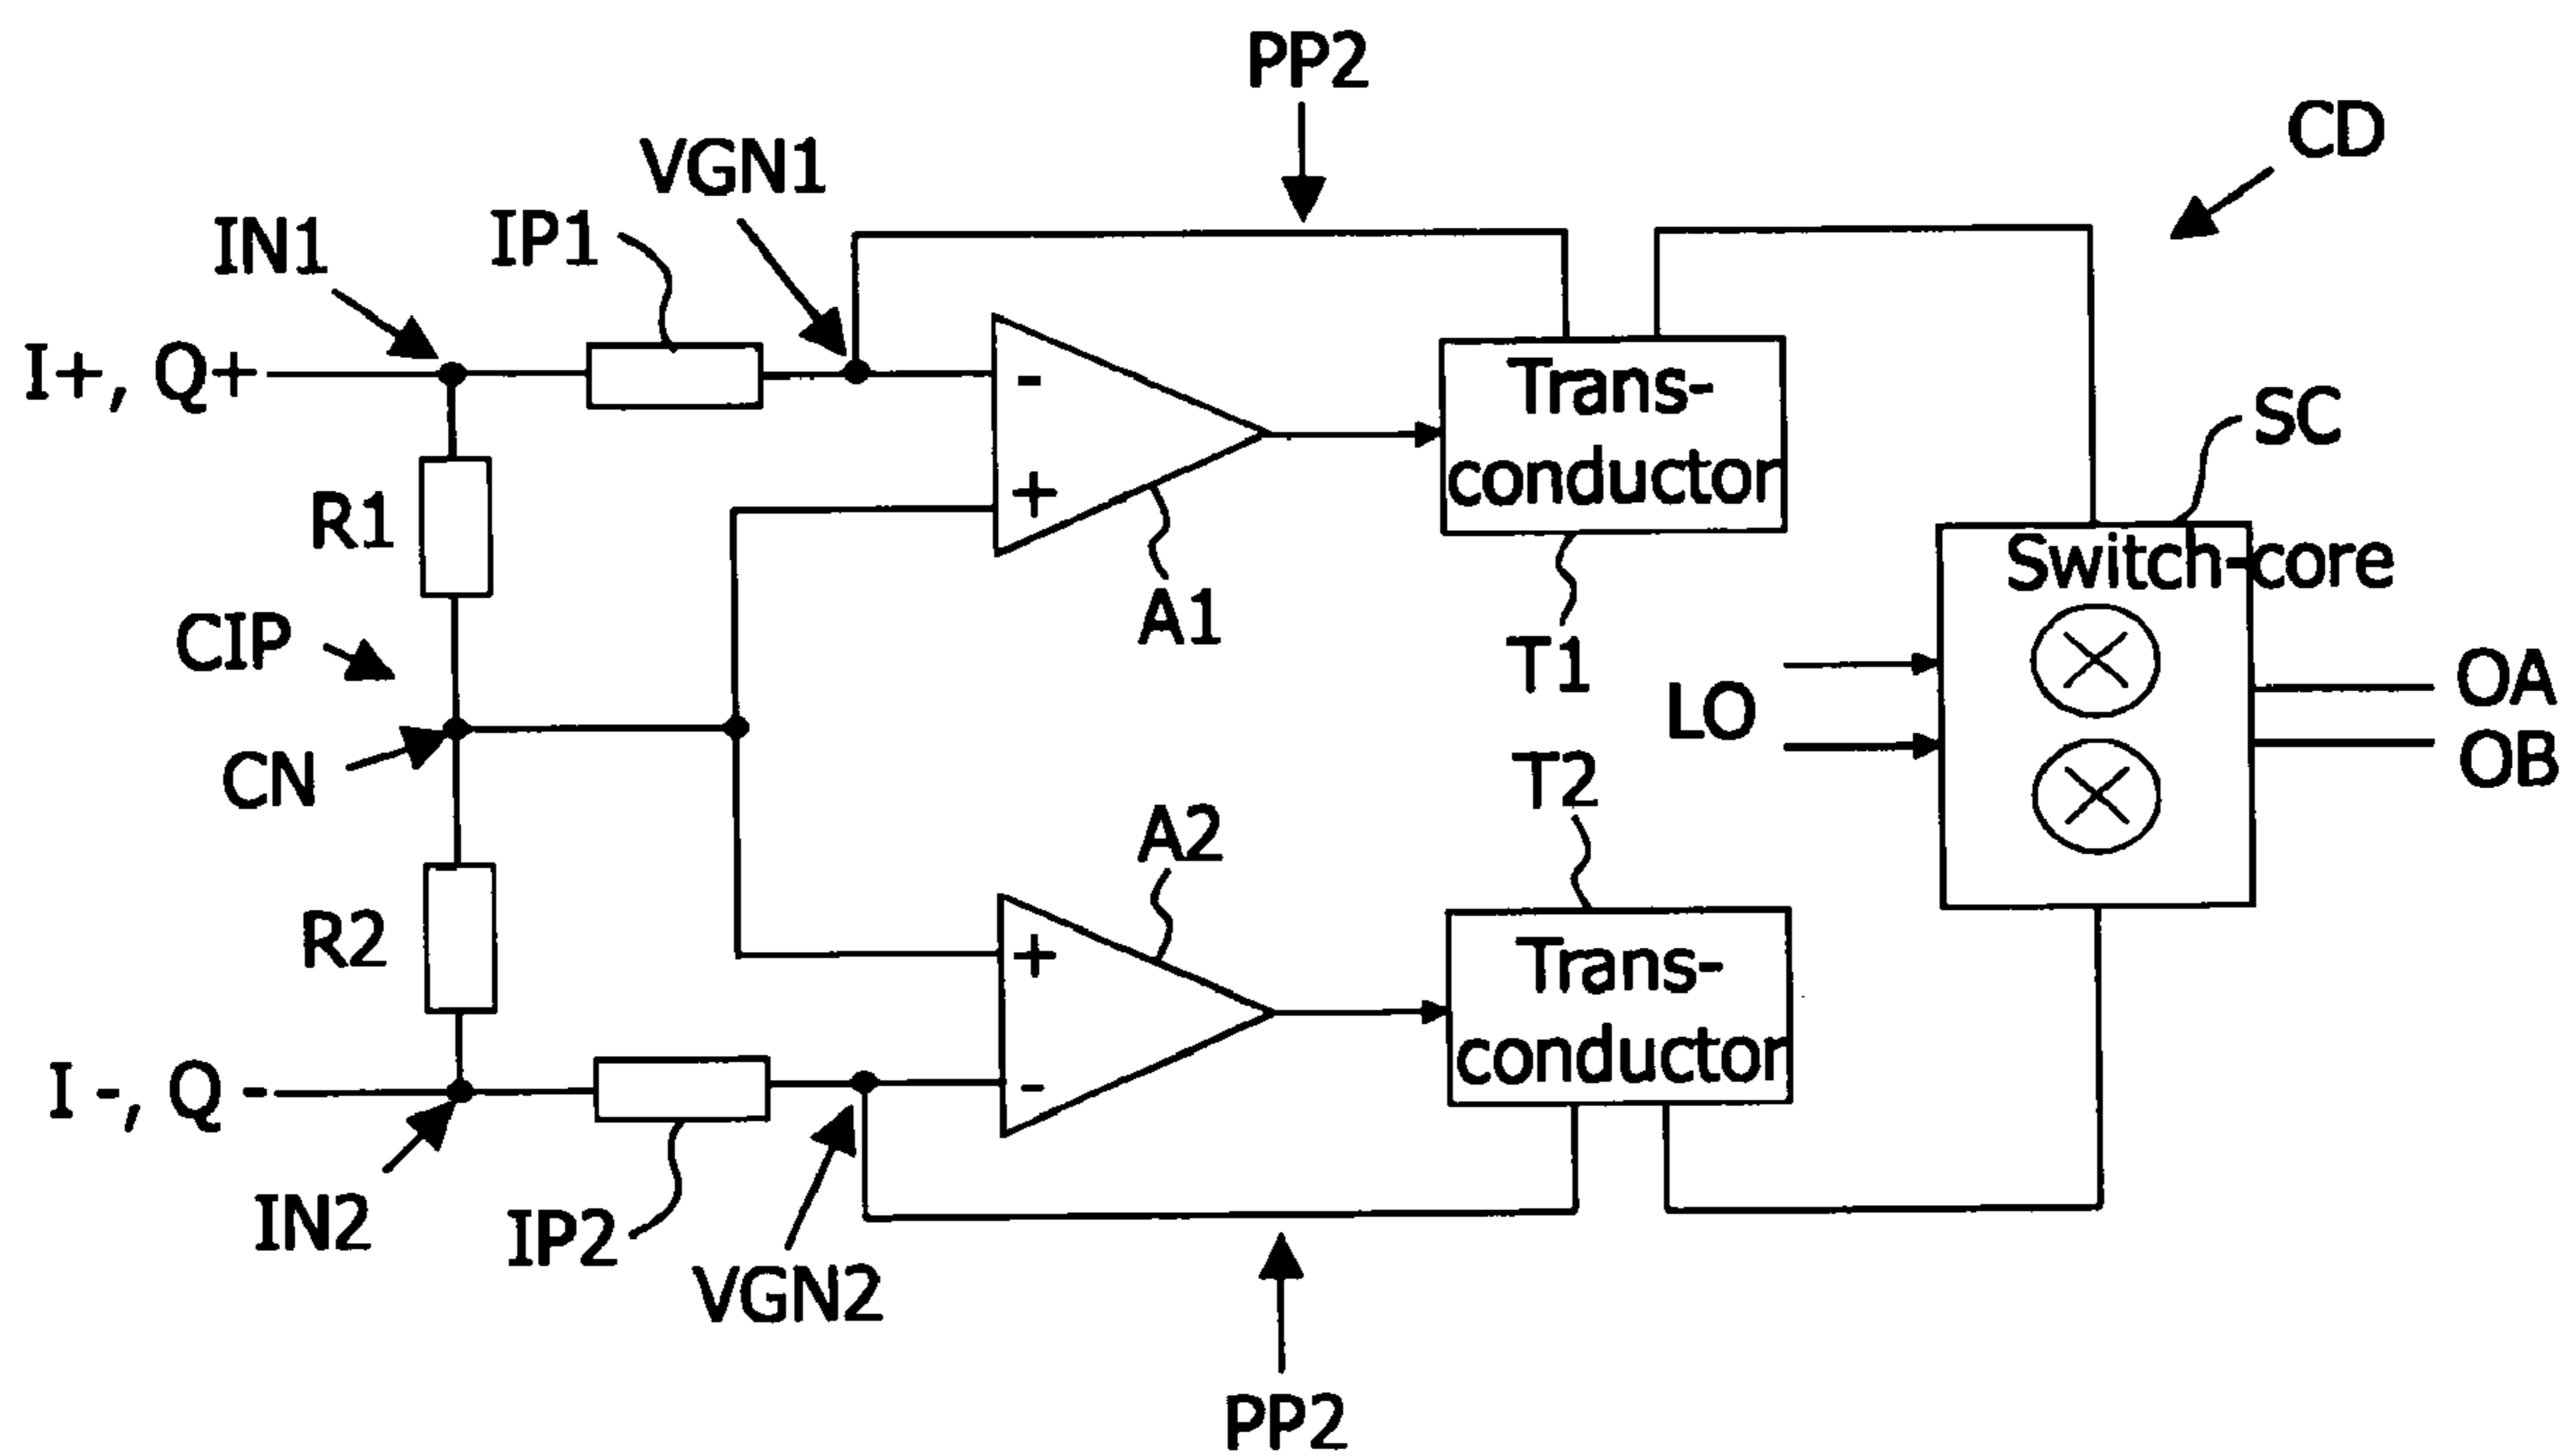 PP2
CD
VGN1
IP1
IN1
I+, Q+
-
Trans-
conductor
SC
R1
+
Switch-core
A1
CIP
T1
OA
LO
CN
T2
OB
A2
R2
+
Trans-
conductor
-
I -, Q -
IN2
IP2
VGN2
PP2